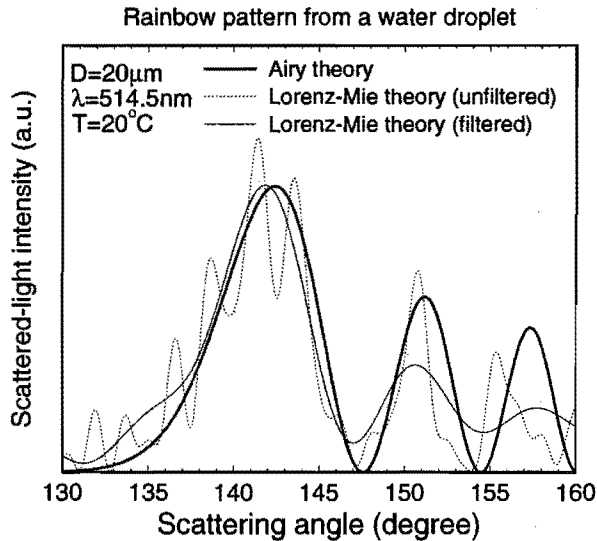 Rainbow pattern from a water droplet
D=20μm
λ=514.5nm
T=20°C
Airy theory
Lorenz-Mie theory (unfiltered)
Lorenz-Mie theory (filtered)
Scattered-light intensity (a.u.)
130 135 140 145 150 155 160
Scattering angle (degree)